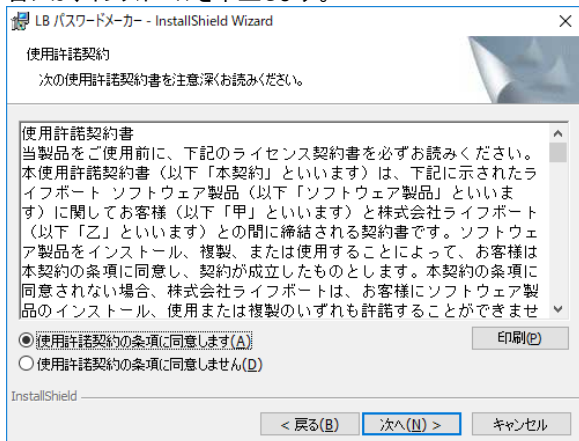 LB パスワードメーカー - InstallShield Wizard
使用許諾契約
次の使用許諾契約書を注意深くお読みください。
使用許諾契約書
当製品をご使用前に、下記のライセンス契約書を必ずお読みください。
本使用許諾契約書（以下「本契約」といいます）は、下記に示されたラ
イフボート ソフトウェア製品（以下「ソフトウェア製品」といいま
す）に関してお客様（以下「甲」といいます）と株式会社ライフボート
（以下「乙」といいます）との間に締結される契約書です。ソフトウェ
ア製品をインストール、複製、または使用することによって、お客様は
本契約の条項に同意し、契約が成立したものとします。本契約の条項に
同意されない場合、株式会社ライフボートは、お客様にソフトウェア製
品のインストール、使用または複製のいずれも許諾することができませ
使用許諾契約の条項に同意します(A)
印刷(P)
使用許諾契約の条項に同意しません(D)
InstallShield
< 戻る(B)
次へ(N) >
キャンセル